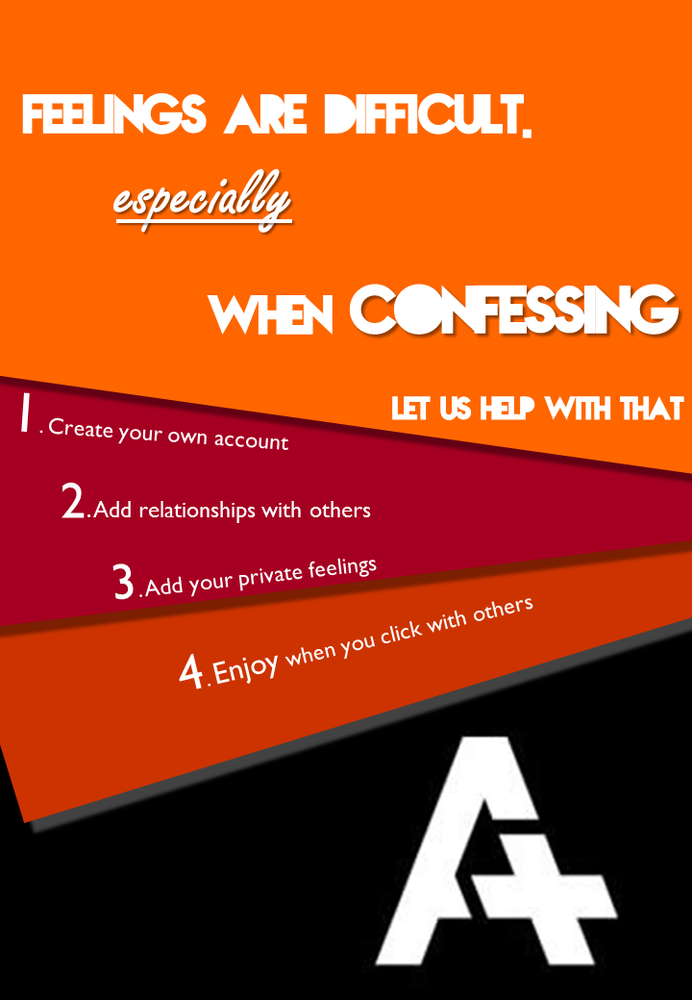 FEELINGS ARE DIFFICULT.
especially
WHEN CONFESSING
LET US HELP WITH THAT
1. Create your own account
2. Add relationships with others
3. Add your private feelings
4. Enjoy when you click with others
A+